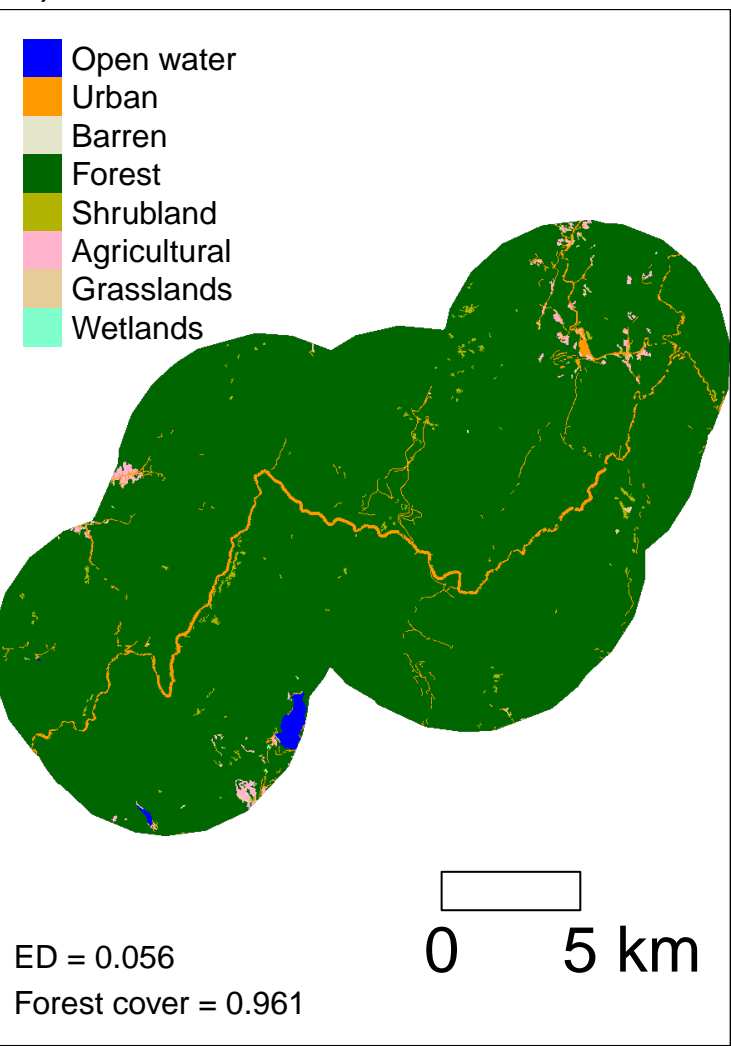 Open water
Urban
Barren
Forest
Shrubland
Agricultural
Grasslands
Wetlands
0 5 km
ED = 0.056
Forest cover = 0.961